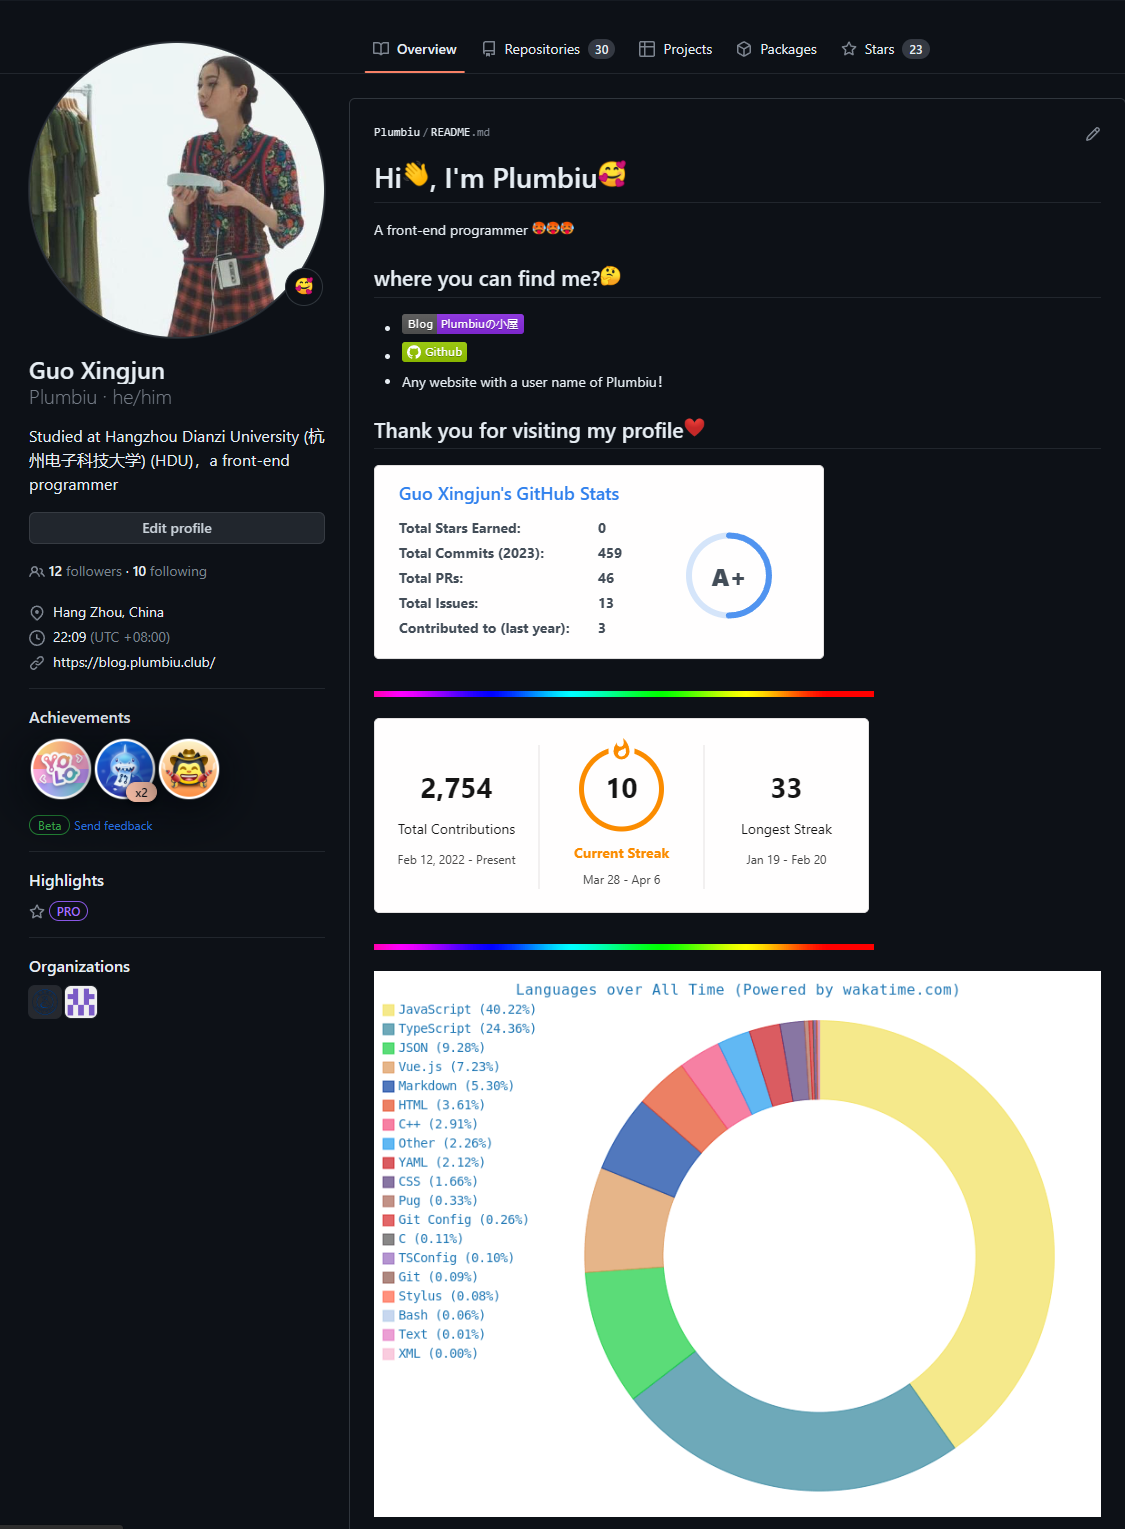 Overview
Repositories 30
Projects
Packages
Stars 23
Guo Xingjun
Plumbiu · he/him
Studied at Hangzhou Dianzi University (杭
州电子科技大学) (HDU)，a front-end
programmer
Edit profile
12 followers · 10 following
Hang Zhou, China
22:09 (UTC +08:00)
https://blog.plumbiu.club/
Achievements
YOLO
x2
Beta Send feedback
Highlights
PRO
Organizations
Plumbiu / README.md
Hi👋, I'm Plumbiu🥰
A front-end programmer 🥵🥵🥵
where you can find me?🤔
Blog Plumbiuの小屋
Github
Any website with a user name of Plumbiu！
Thank you for visiting my profile❤️
Guo Xingjun's GitHub Stats
Total Stars Earned: 0
Total Commits (2023): 459
Total PRs: 46
Total Issues: 13
Contributed to (last year): 3
A+
2,754
Total Contributions
Feb 12, 2022 - Present
10
Current Streak
Mar 28 - Apr 6
33
Longest Streak
Jan 19 - Feb 20
Languages over All Time (Powered by wakatime.com)
JavaScript (40.22%)
TypeScript (24.36%)
JSON (9.28%)
Vue.js (7.23%)
Markdown (5.30%)
HTML (3.61%)
C++ (2.91%)
Other (2.26%)
YAML (2.12%)
CSS (1.66%)
Pug (0.33%)
Git Config (0.26%)
C (0.11%)
TSConfig (0.10%)
Git (0.09%)
Stylus (0.08%)
Bash (0.06%)
Text (0.01%)
XML (0.00%)